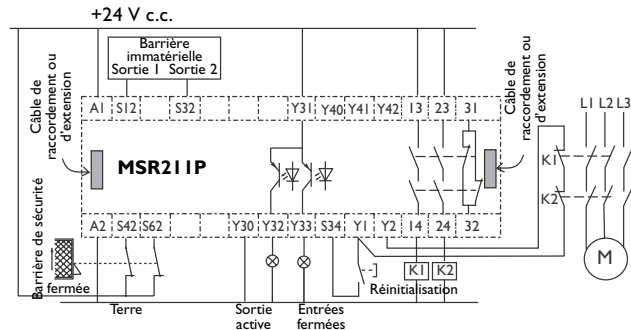 +24 V c.c.
Barrière
immatérielle
Sortie 1 Sortie 2
Câble de
raccordement ou
d'extension
Câble de
raccordement ou
d'extension
A1 S12 S32 Y31 Y40 Y41 Y42 13 23 31
L1 L2 L3
MSR211P
K1
K2
A2 S42 S62 Y30 Y32 Y33 S34 Y1 Y2 14 24 32
Barrière de sécurité
fermée
K1 K2
M
Réinitialisation
Terre
Sortie
active
Entrées
fermées